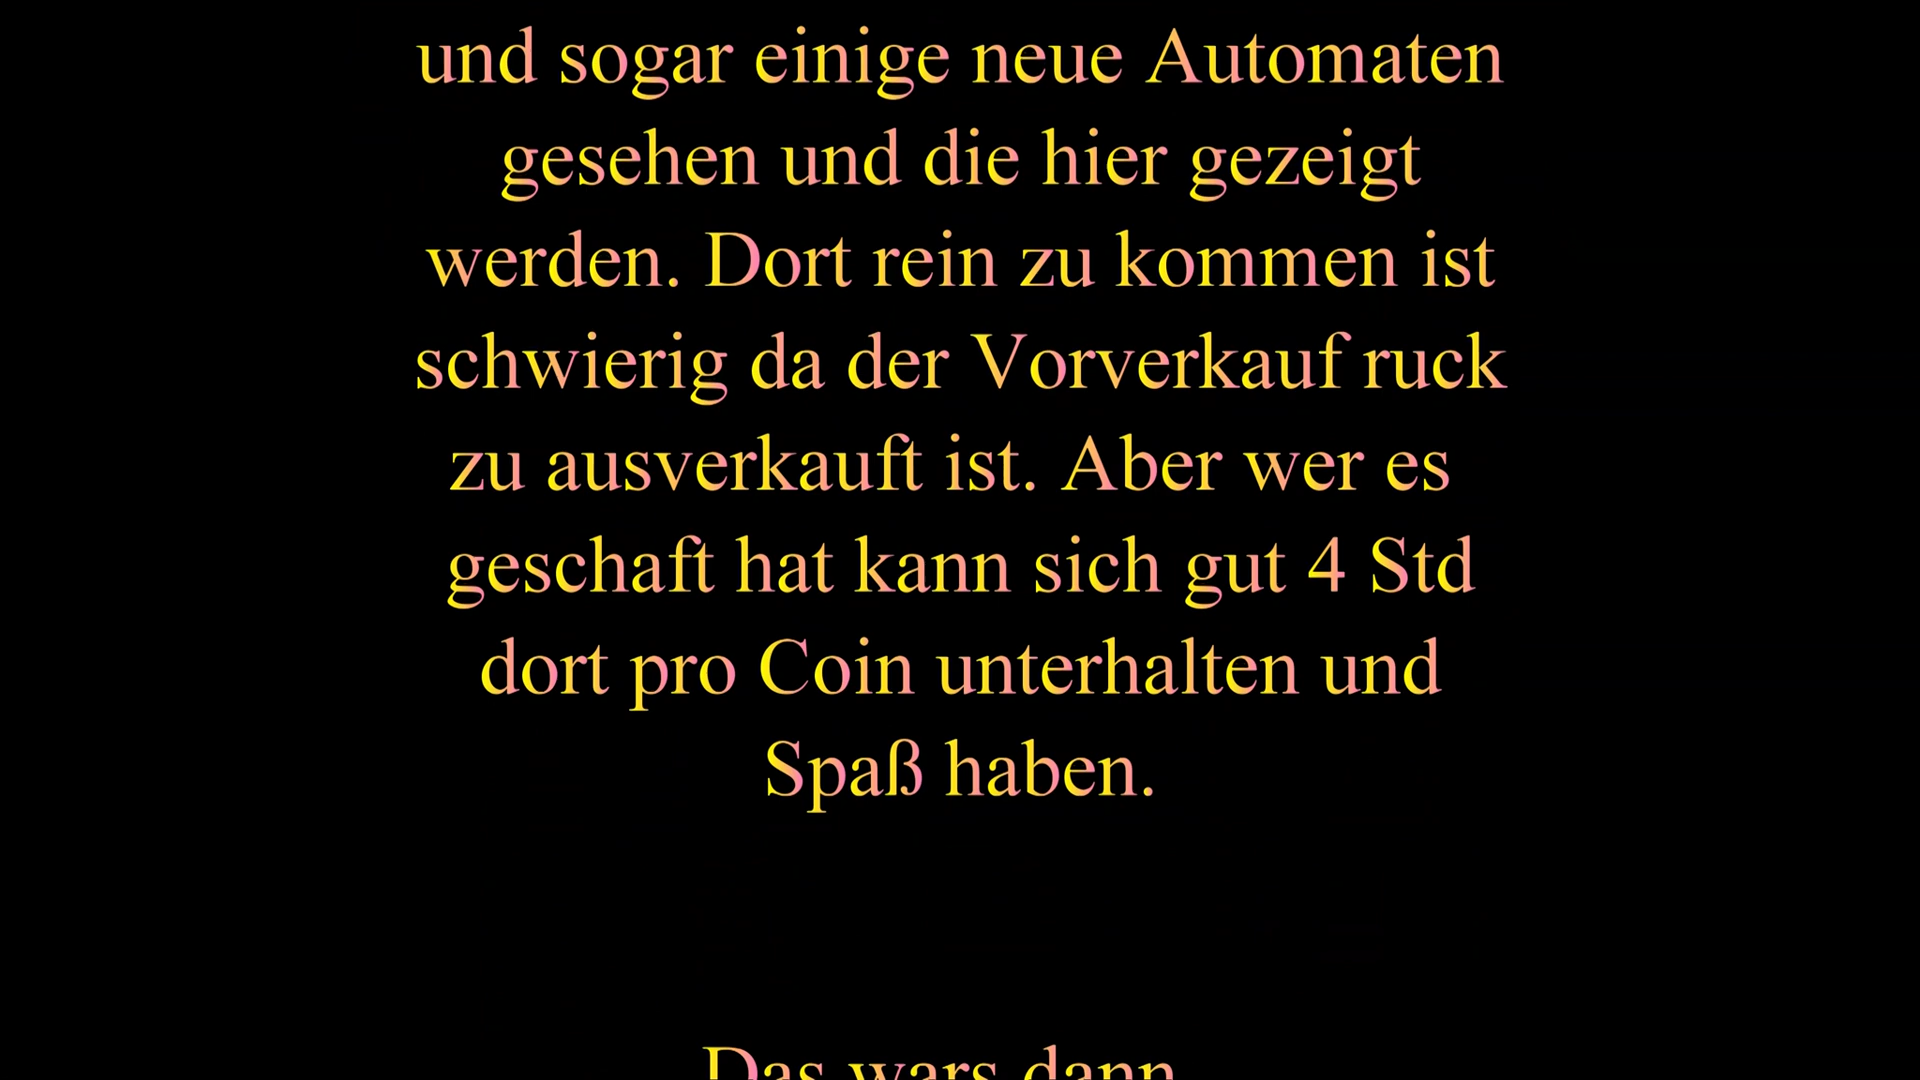 und sogar einige neue Automaten
gesehen und die hier gezeigt
werden. Dort rein zu kommen ist
schwierig da der Vorverkauf ruck
zu ausverkauft ist. Aber wer es
geschaft hat kann sich gut 4 Std
dort pro Coin unterhalten und
Spaß haben.
Das wars dann